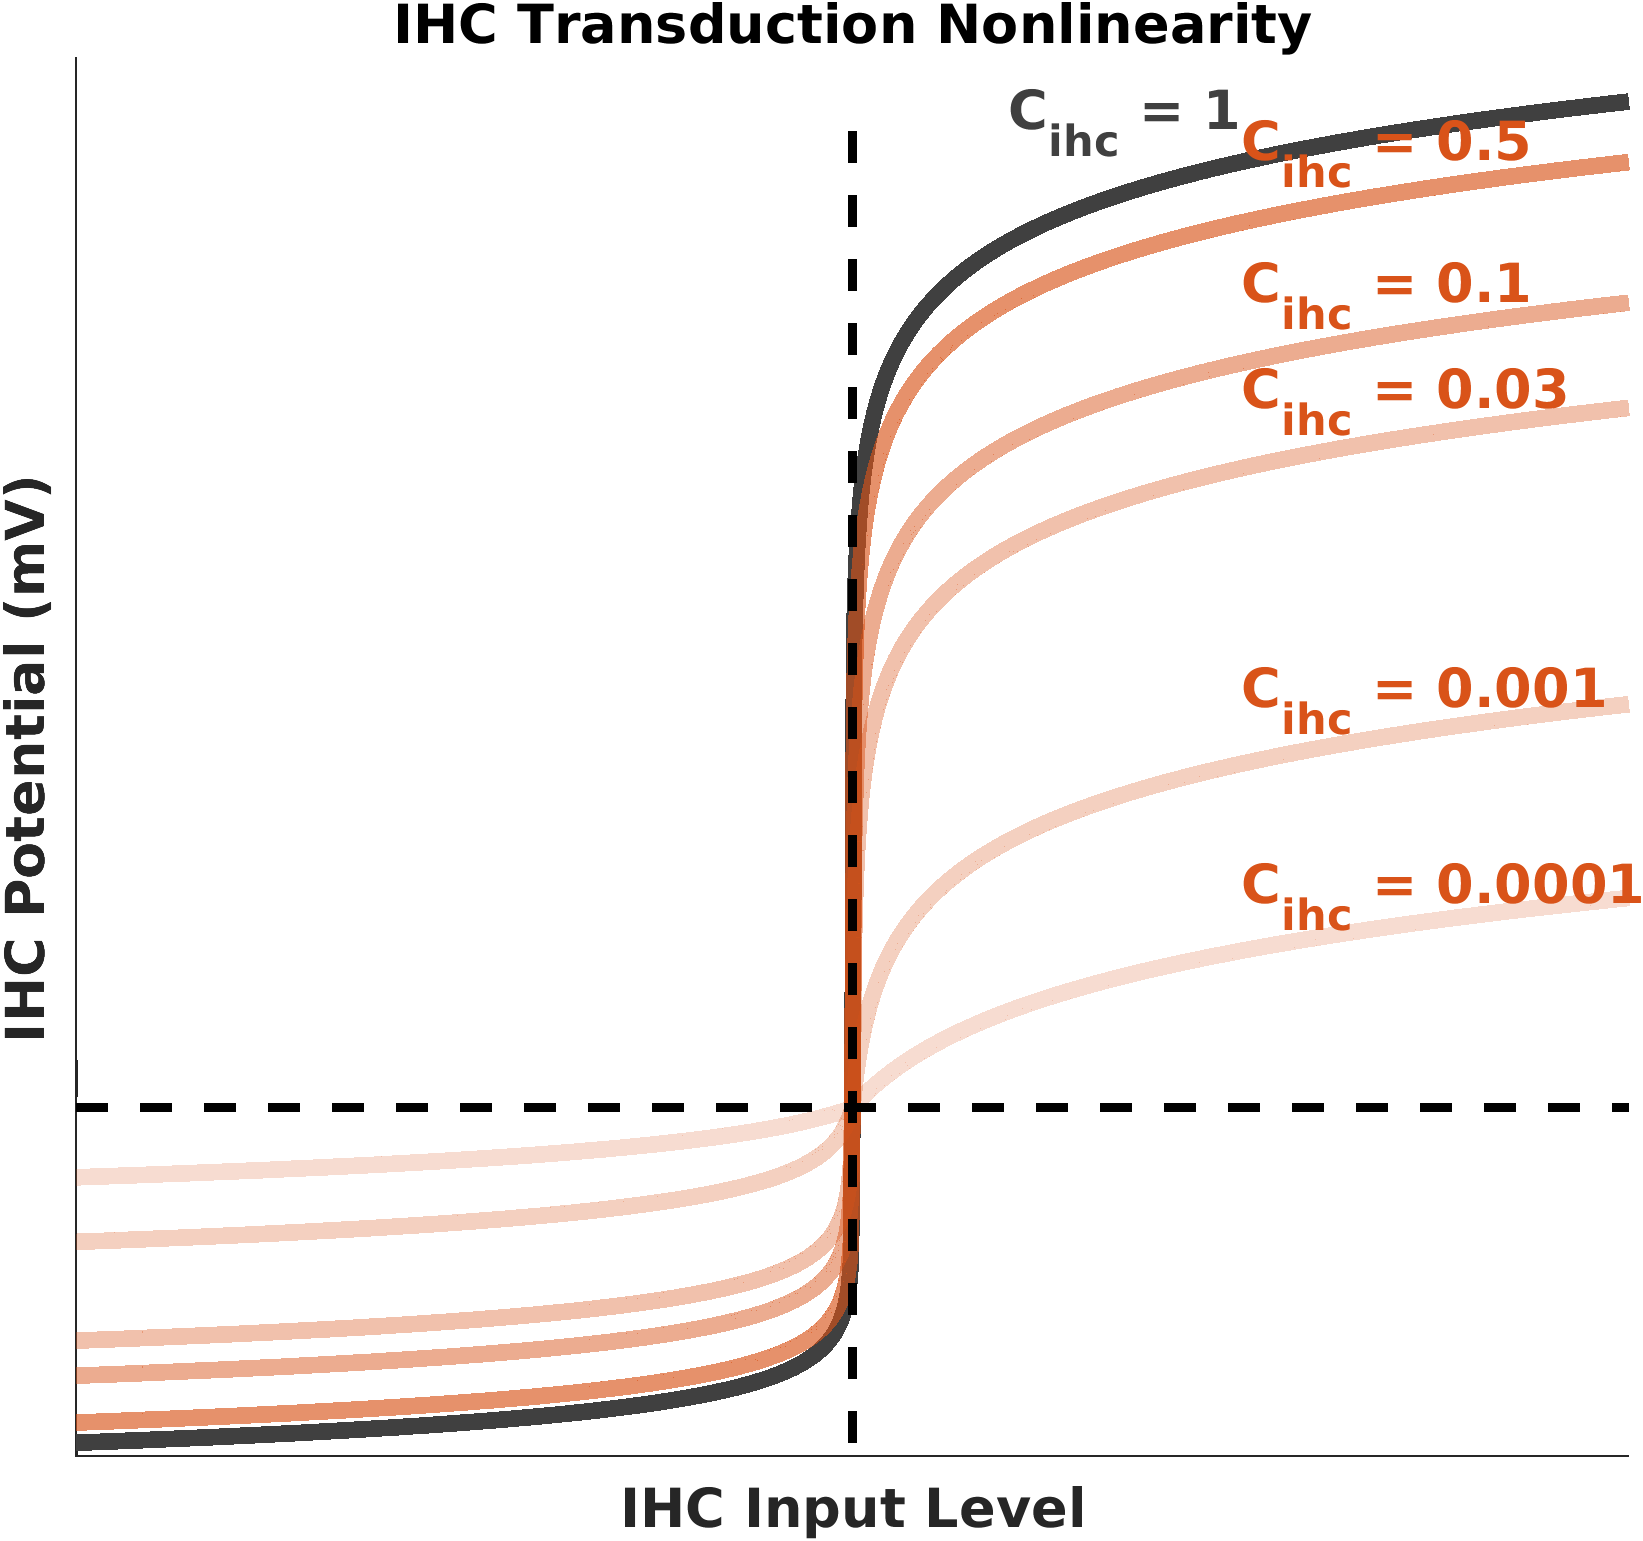 IHC Transduction Nonlinearity
C_ihc = 1
C_ihc = 0.5
C_ihc = 0.1
C_ihc = 0.03
C_ihc = 0.001
C_ihc = 0.0001
IHC Potential (mV)
IHC Input Level